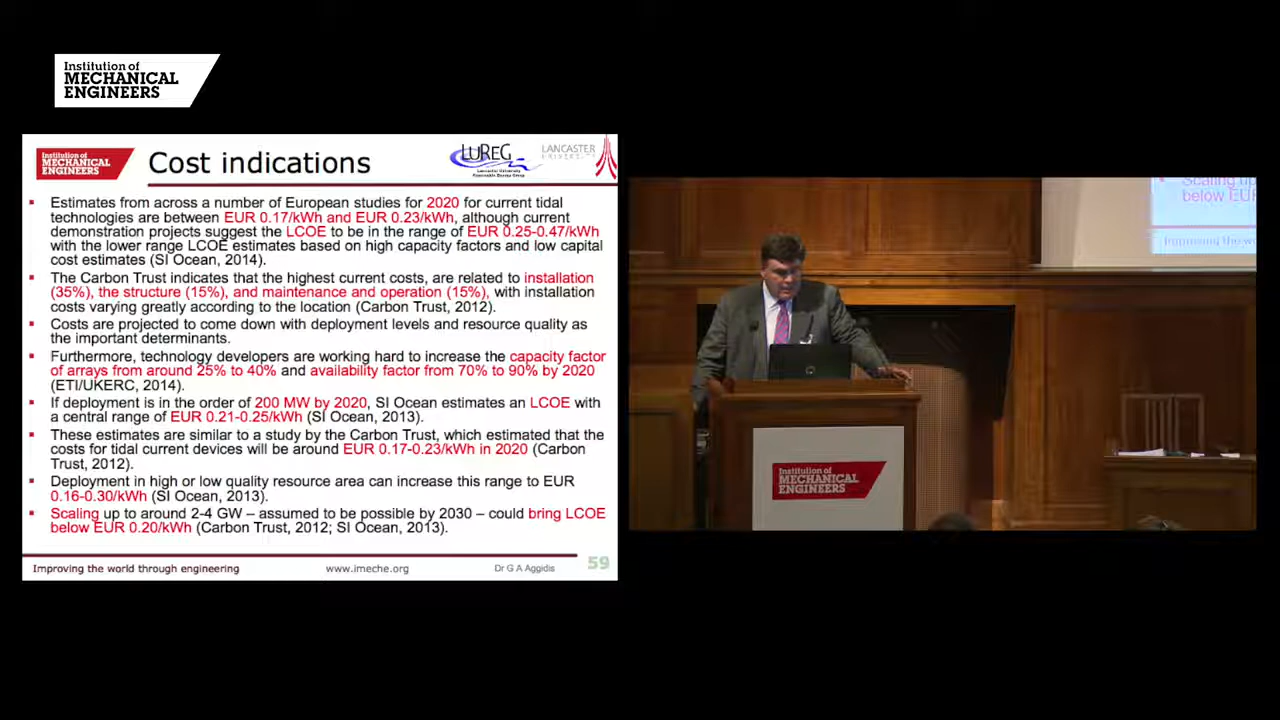 Institution of
MECHANICAL
ENGINEERS
Institution of
MECHANICAL
ENGINEERS
Cost indications
LUREG
Lancaster University
Renewable Energy Group
LANCASTER
UNIVERSITY
▪ Estimates from across a number of European studies for 2020 for current tidal
technologies are between EUR 0.17/kWh and EUR 0.23/kWh, although current
demonstration projects suggest the LCOE to be in the range of EUR 0.25-0.47/kWh
with the lower range LCOE estimates based on high capacity factors and low capital
cost estimates (SI Ocean, 2014).
▪ The Carbon Trust indicates that the highest current costs, are related to installation
(35%), the structure (15%), and maintenance and operation (15%), with installation
costs varying greatly according to the location (Carbon Trust, 2012).
▪ Costs are projected to come down with deployment levels and resource quality as
the important determinants.
▪ Furthermore, technology developers are working hard to increase the capacity factor
of arrays from around 25% to 40% and availability factor from 70% to 90% by 2020
(ETI/UKERC, 2014).
▪ If deployment is in the order of 200 MW by 2020, SI Ocean estimates an LCOE with
a central range of EUR 0.21-0.25/kWh (SI Ocean, 2013).
▪ These estimates are similar to a study by the Carbon Trust, which estimated that the
costs for tidal current devices will be around EUR 0.17-0.23/kWh in 2020 (Carbon
Trust, 2012).
▪ Deployment in high or low quality resource area can increase this range to EUR
0.16-0.30/kWh (SI Ocean, 2013).
▪ Scaling up to around 2-4 GW – assumed to be possible by 2030 – could bring LCOE
below EUR 0.20/kWh (Carbon Trust, 2012; SI Ocean, 2013).
Improving the world through engineering
www.imeche.org
Dr G A Aggidis
59
Scaling up
below EUR
Improving the wo
Institution of
MECHANICAL
ENGINEERS